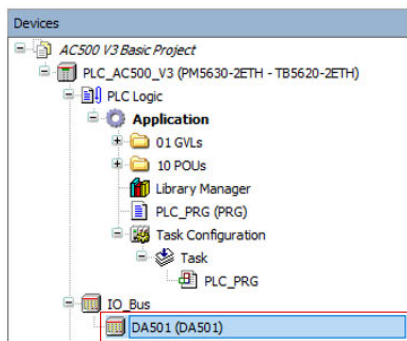 Devices
AC500 V3 Basic Project
PLC_AC500_V3 (PM5630-2ETH - TB5620-2ETH)
PLC Logic
Application
01 GVLs
10 POUs
Library Manager
PLC_PRG (PRG)
Task Configuration
Task
PLC_PRG
IO_Bus
DA501 (DA501)